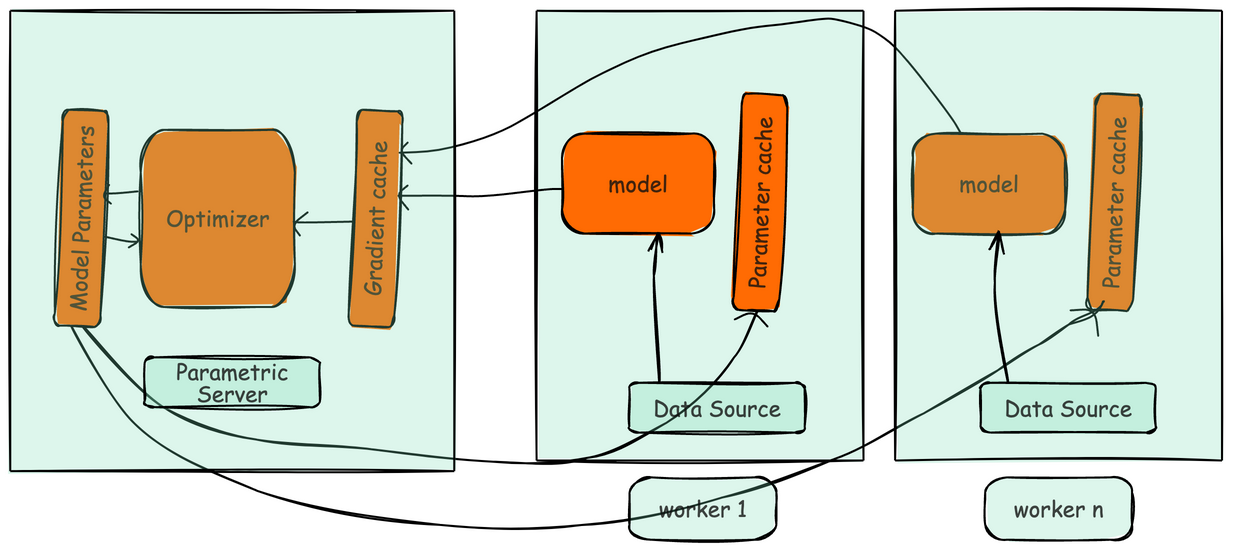 Model Parameters
Optimizer
Gradient cache
Parametric
Server
model
Parameter cache
Data Source
worker 1
model
Parameter cache
Data Source
worker n